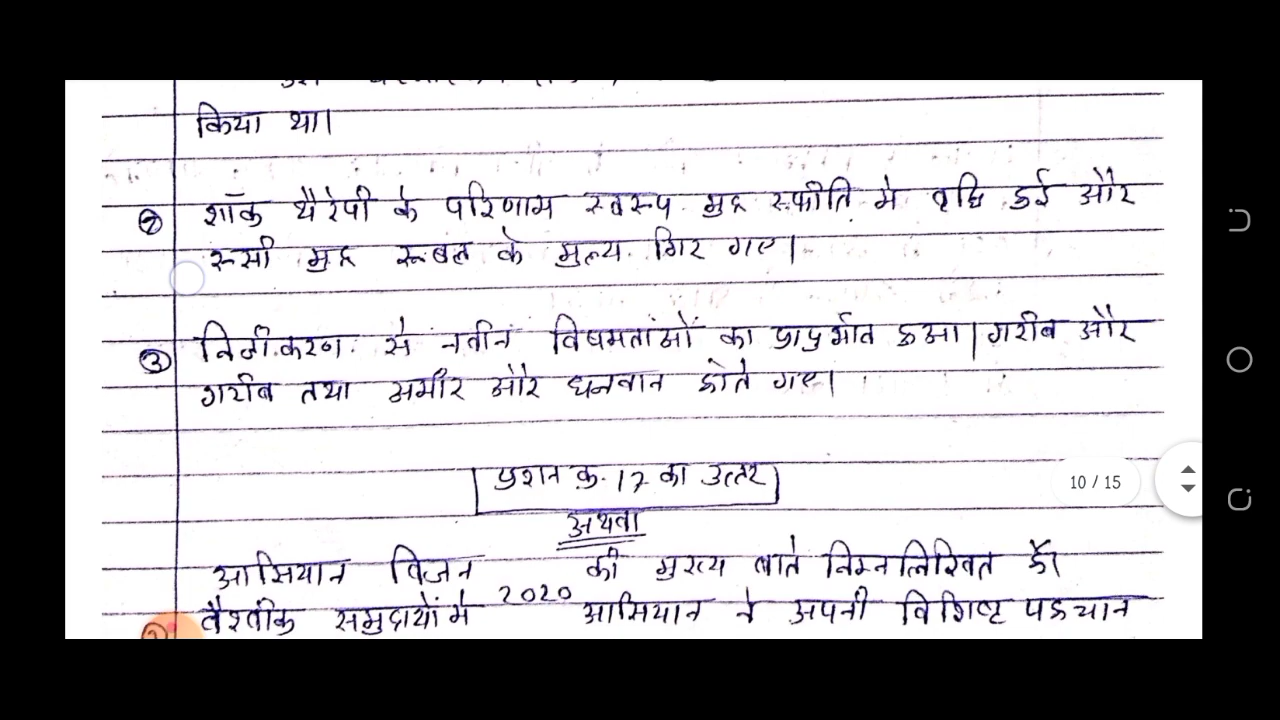 किया था।
② शॉक थैरेपी के परिणाम स्वरूप मुद्रा स्फीति मे वृद्धि हुई और
रूसी मुद्रा रूबल के मुल्य गिर गए।
③ निजीकरण से नवीन विषमतांओं का प्रापुर्भात हुआ। गरीब और
गरीब तथा अमीर और धनवान होते गए।
प्रशन क्र. 17 का उत्तर
10 / 15
अथवा
आसियान विजन 2020 की मुख्य बाते निम्नलिखित है।
वैश्वीक समुदायों मे आसियान ने अपनी विशिष्ट पहचान